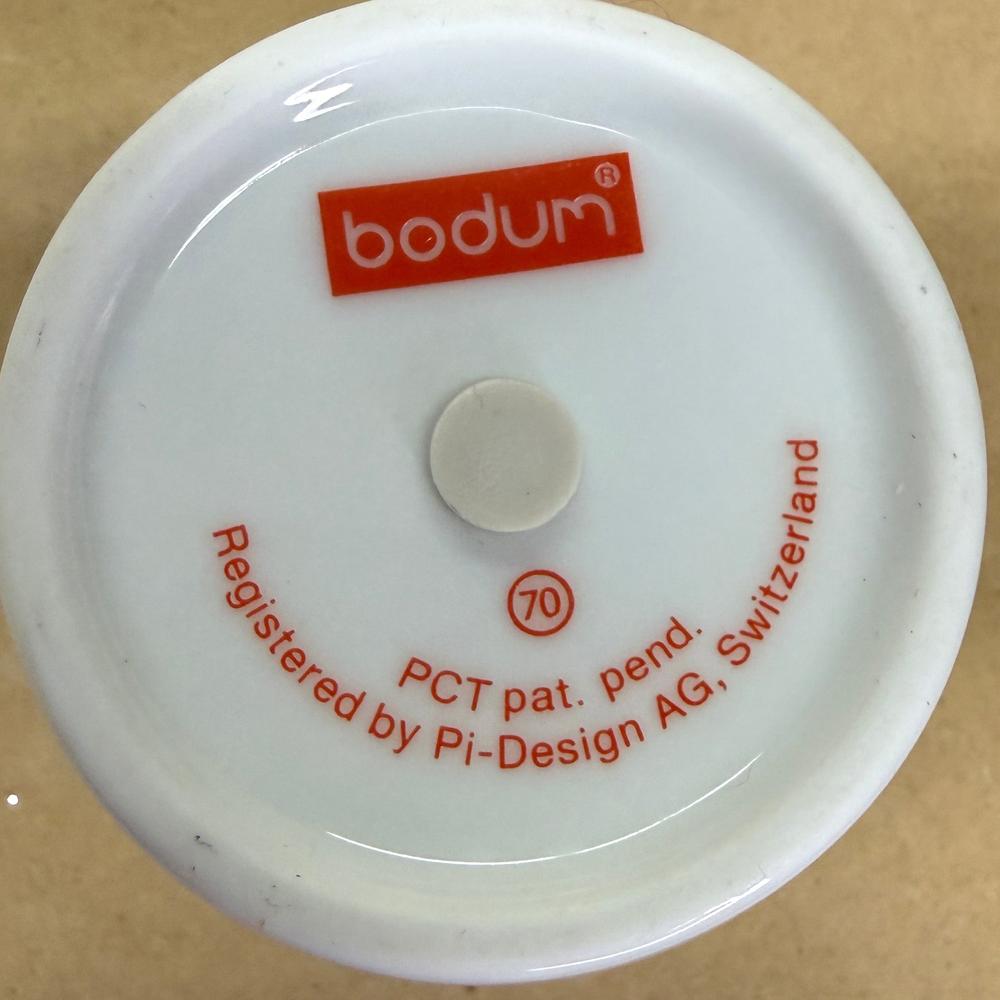 bodum®
70
PCT pat. pend.
Registered by Pi-Design AG, Switzerland